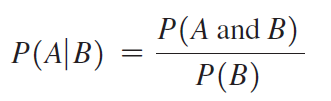 P(A|B) = P(A and B) / P(B)